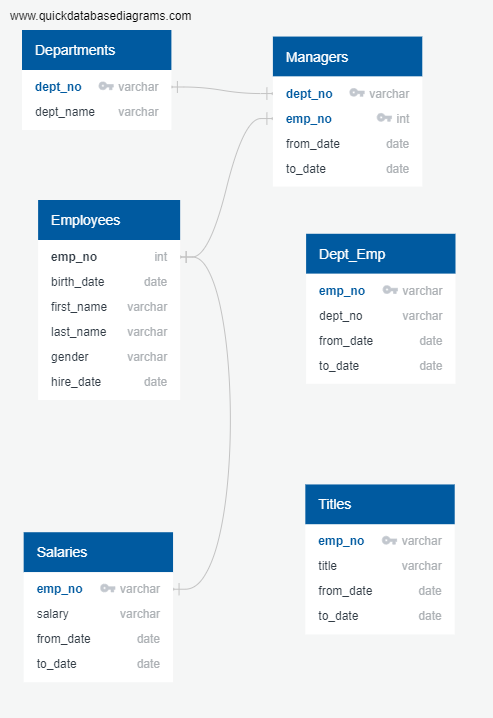 www.quickdatabasediagrams.com
Departments
dept_no varchar
dept_name varchar
Managers
dept_no varchar
emp_no int
from_date date
to_date date
Employees
emp_no int
birth_date date
first_name varchar
last_name varchar
gender varchar
hire_date date
Dept_Emp
emp_no varchar
dept_no varchar
from_date date
to_date date
Salaries
emp_no varchar
salary varchar
from_date date
to_date date
Titles
emp_no varchar
title varchar
from_date date
to_date date